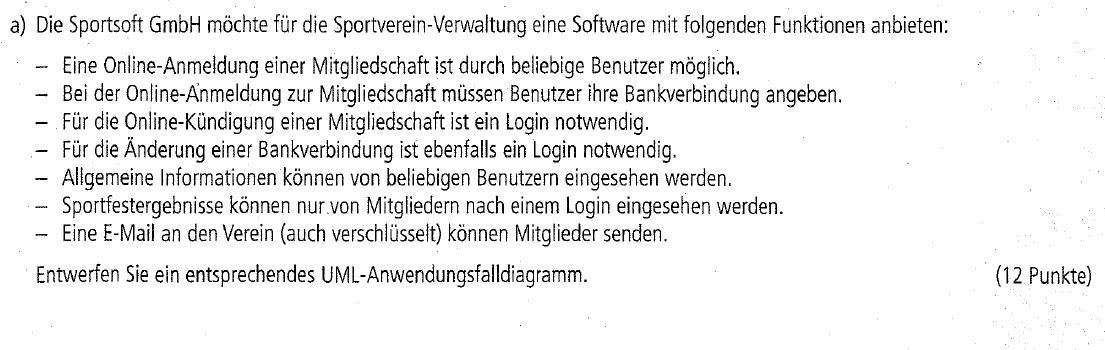 a) Die Sportsoft GmbH möchte für die Sportverein-Verwaltung eine Software mit folgenden Funktionen anbieten:
– Eine Online-Anmeldung einer Mitgliedschaft ist durch beliebige Benutzer möglich.
– Bei der Online-Anmeldung zur Mitgliedschaft müssen Benutzer ihre Bankverbindung angeben.
– Für die Online-Kündigung einer Mitgliedschaft ist ein Login notwendig.
– Für die Änderung einer Bankverbindung ist ebenfalls ein Login notwendig.
– Allgemeine Informationen können von beliebigen Benutzern eingesehen werden.
– Sportfestergebnisse können nur von Mitgliedern nach einem Login eingesehen werden.
– Eine E-Mail an den Verein (auch verschlüsselt) können Mitglieder senden.
Entwerfen Sie ein entsprechendes UML-Anwendungsfalldiagramm. (12 Punkte)